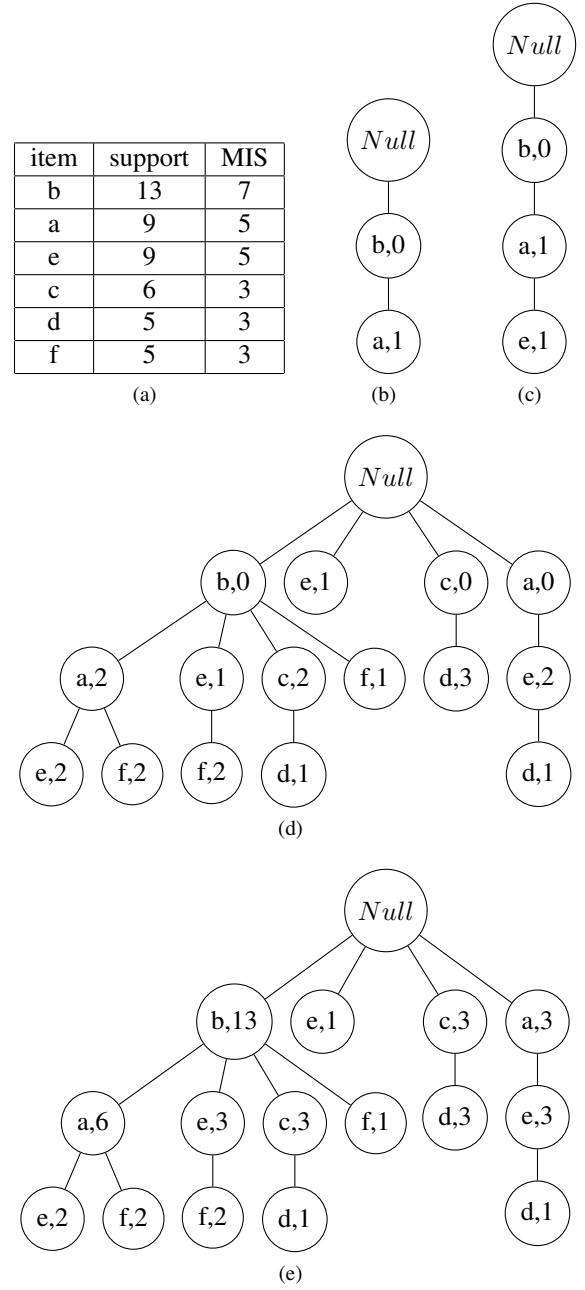 Null
Null
b,0
item support MIS
b 13 7
a 9 5
e 9 5
c 6 3
d 5 3
f 5 3
b,0
a,1
a,1
e,1
(a)
(b)
(c)
Null
b,0 e,1 c,0 a,0
a,2 e,1 c,2 f,1 d,3 e,2
e,2 f,2 f,2 d,1 d,1
(d)
Null
b,13 e,1 c,3 a,3
a,6 e,3 c,3 f,1 d,3 e,3
e,2 f,2 f,2 d,1 d,1
(e)